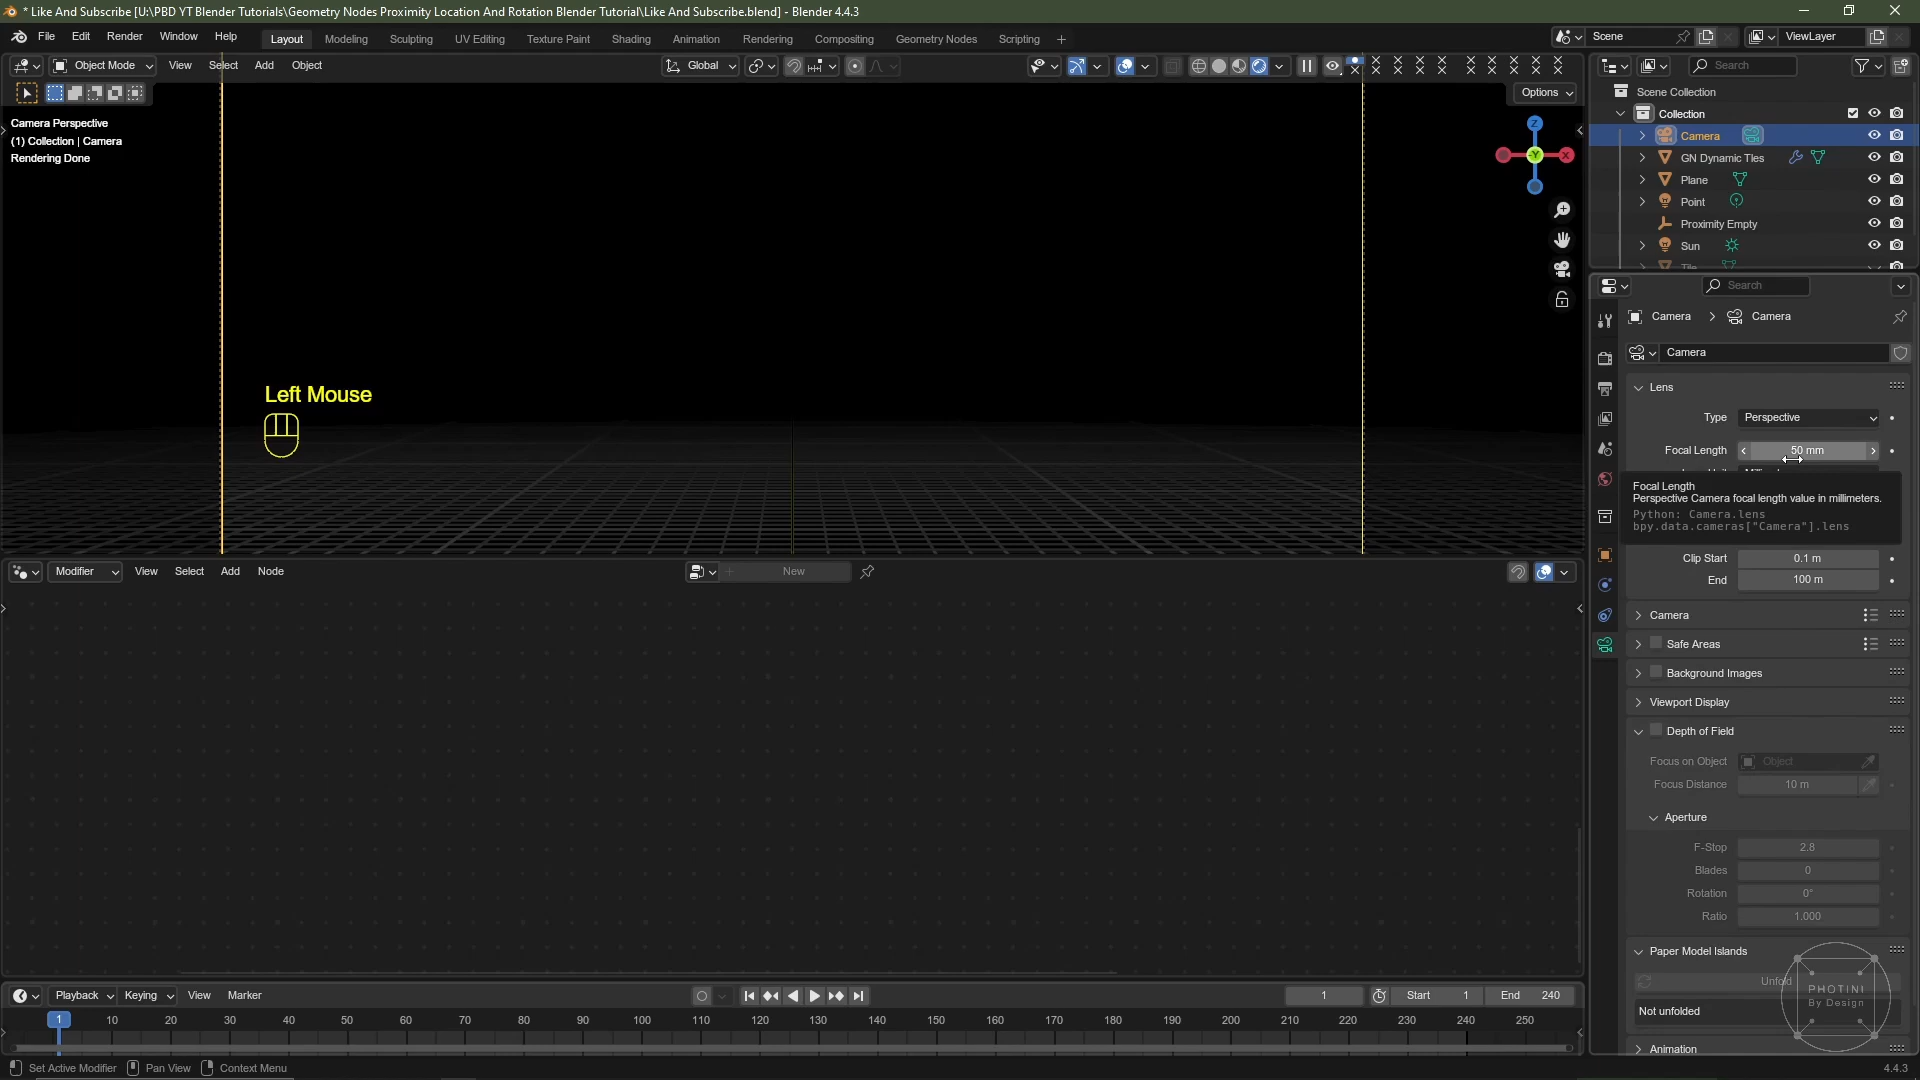 * Like And Subscribe [U:\PBD YT Blender Tutorials\Geometry Nodes Proximity Location And Rotation Blender Tutorial\Like And Subscribe.blend] - Blender 4.4.3
File Edit Render Window Help Layout Modeling Sculpting UV Editing Texture Paint Shading Animation Rendering Compositing Geometry Nodes Scripting + Scene ViewLayer
Object Mode View Select Add Object Global Search
Options
Scene Collection
Collection
Camera Perspective
(1) Collection | Camera
Rendering Done
Z
Y
X
Camera
GN Dynamic Tles
Plane
Point
Proximity Empty
Sun
Search
Camera > Camera
Camera
Lens
Type Perspective
Focal Length 50 mm
Focal Length
Perspective Camera focal length value in millimeters.
Python: Camera.lens
bpy.data.cameras["Camera"].lens
Clip Start 0.1 m
End 100 m
Camera
Safe Areas
Background Images
Viewport Display
Depth of Field
Focus on Object Object
Focus Distance 10 m
Aperture
F-Stop 2.8
Blades 0
Rotation 0°
Ratio 1.000
Paper Model Islands
Unfold
Not unfolded
PHOTINI
By Design
Animation
Left Mouse
Modifier View Select Add Node New
Playback Keying View Marker 1 Start 1 End 240
1 10 20 30 40 50 60 70 80 90 100 110 120 130 140 150 160 170 180 190 200 210 220 230 240 250
Set Active Modifier Pan View Context Menu 4.4.3